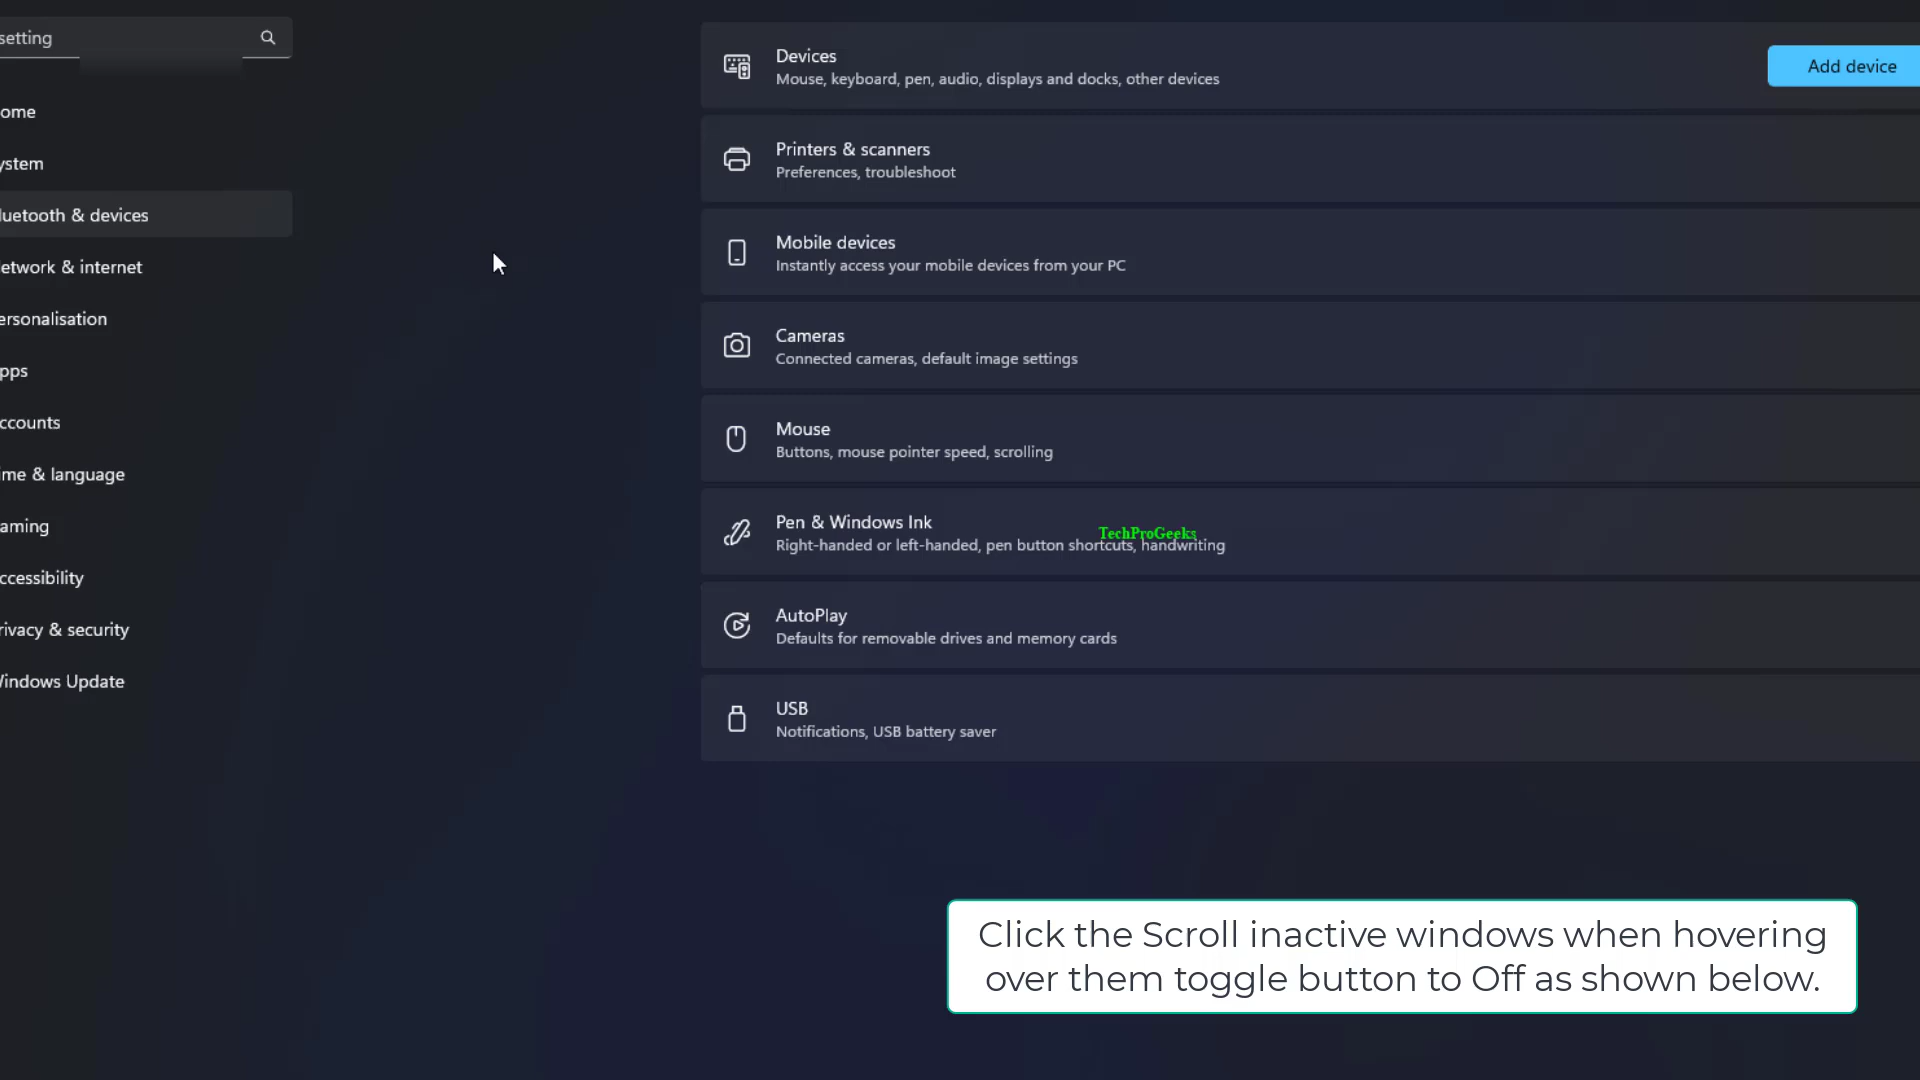 setting
ome
ystem
luetooth & devices
etwork & internet
ersonalisation
pps
ccounts
ime & language
aming
ccessibility
rivacy & security
Windows Update
Devices
Mouse, keyboard, pen, audio, displays and docks, other devices
Add device
Printers & scanners
Preferences, troubleshoot
Mobile devices
Instantly access your mobile devices from your PC
Cameras
Connected cameras, default image settings
Mouse
Buttons, mouse pointer speed, scrolling
Pen & Windows Ink
TechProGeeks
Right-handed or left-handed, pen button shortcuts, handwriting
AutoPlay
Defaults for removable drives and memory cards
USB
Notifications, USB battery saver
Click the Scroll inactive windows when hovering
over them toggle button to Off as shown below.